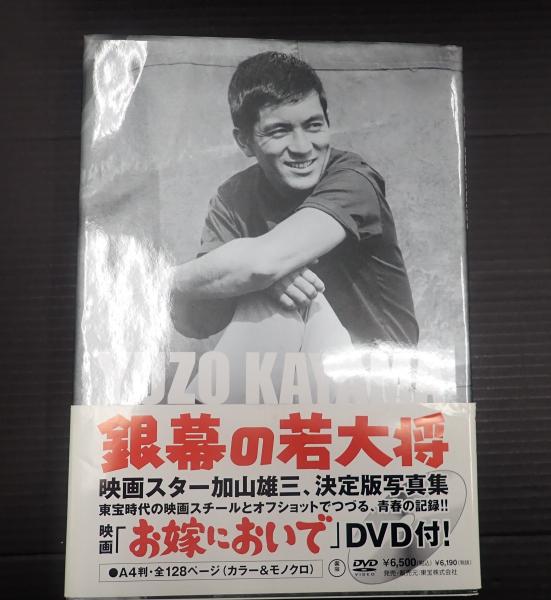 YUZO KAYAMA
銀幕の若大将
映画スター加山雄三、決定版写真集
東宝時代の映画スチールとオフショットでつづる、青春の記録!!
映画「お嫁においで」DVD付!
●A4判・全128ページ(カラー&モノクロ)
DVD VIDEO
¥6,500(税込) ¥6,190(税抜)
発売・販売元:東宝株式会社